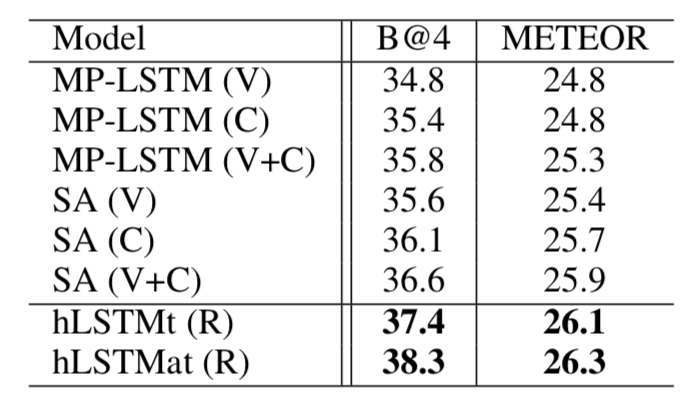 Model B@4 METEOR
MP-LSTM (V) 34.8 24.8
MP-LSTM (C) 35.4 24.8
MP-LSTM (V+C) 35.8 25.3
SA (V) 35.6 25.4
SA (C) 36.1 25.7
SA (V+C) 36.6 25.9
hLSTMt (R) 37.4 26.1
hLSTMat (R) 38.3 26.3